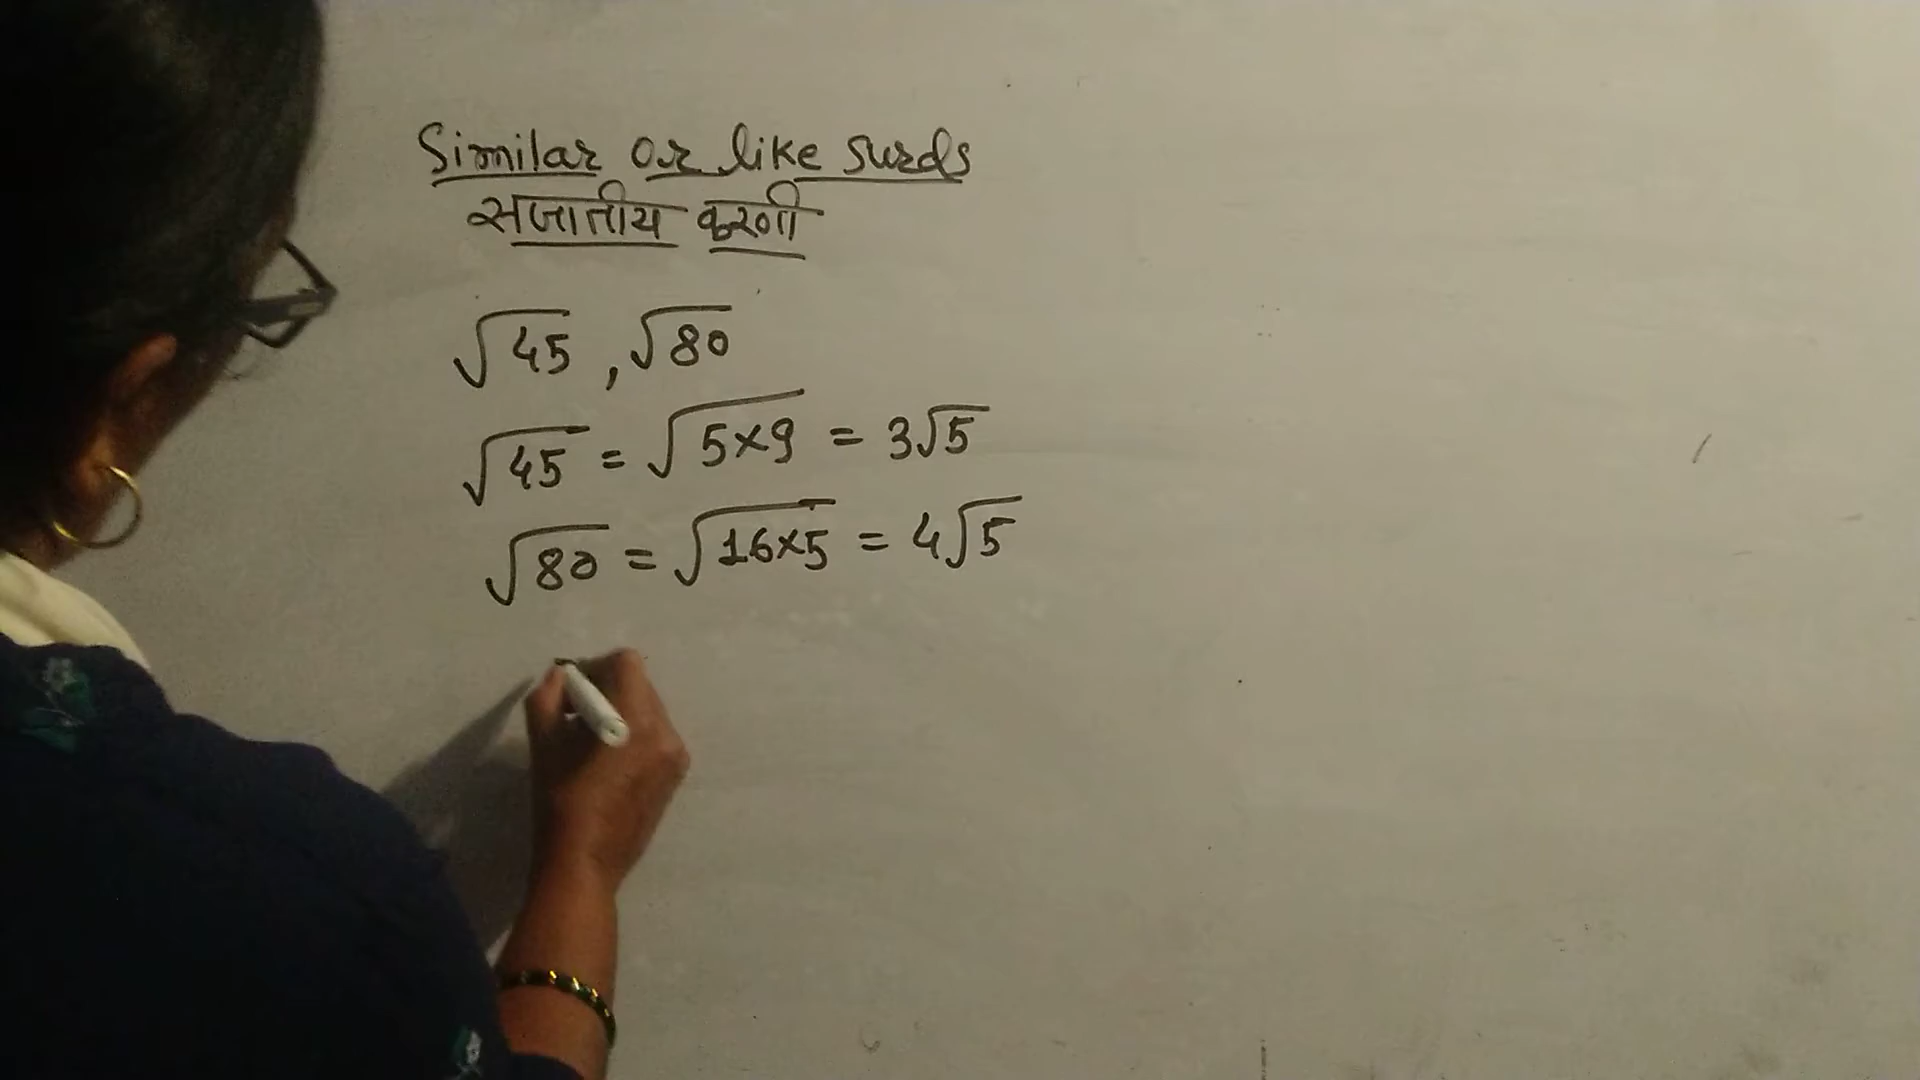 Similar or like surds
सजातीय करणी
√45 , √80
√45 = √5×9 = 3√5
√80 = √16×5 = 4√5